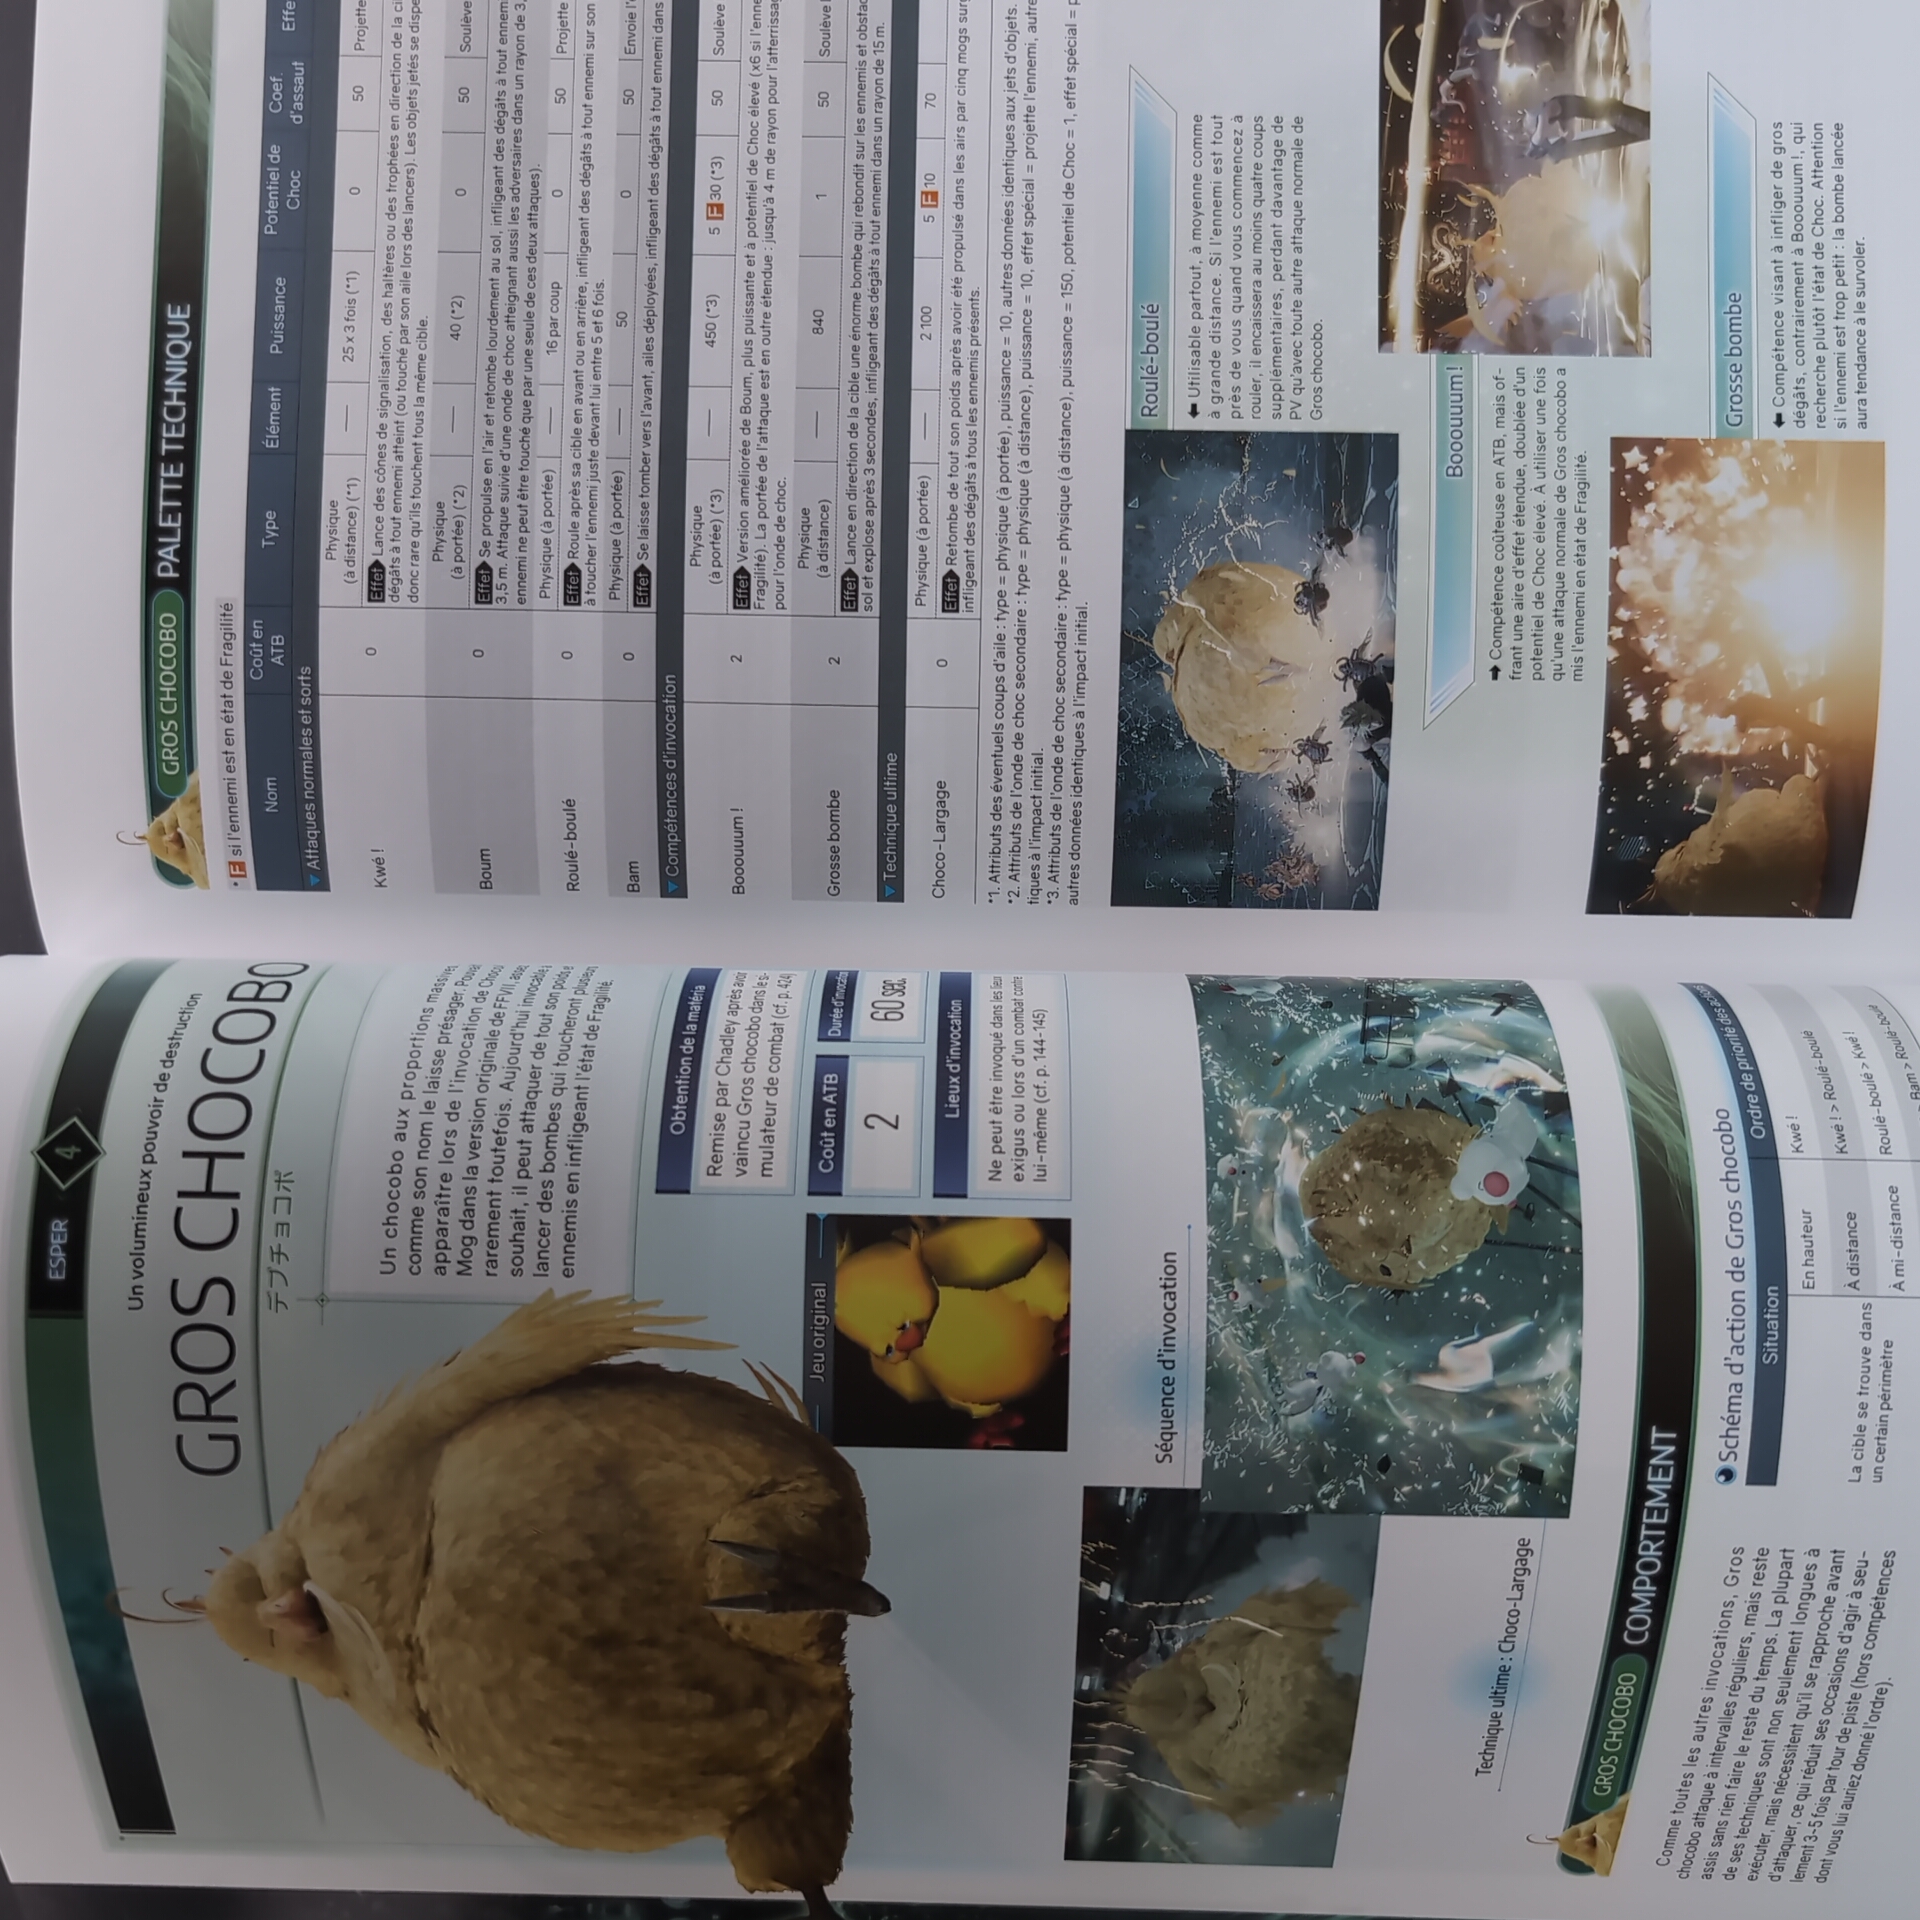 ESPER
4
Un volumineux pouvoir de destruction
GROS CHOCOBO
デブチョコボ
Un chocobo aux proportions massives
comme son nom le laisse présager. Pouvait
apparaître lors de l'invocation de Choco
Mog dans la version originale de FFVII, assez
rarement toutefois. Aujourd'hui invocable à
souhait, il peut attaquer de tout son poids et
lancer des bombes qui toucheront plusieurs
ennemis en infligeant l'état de Fragilité.
Obtention de la matéria
Remise par Chadley après avoir
vaincu Gros chocobo dans le si-
mulateur de combat (cf. p. 424)
Jeu original
Coût en ATB
2
Durée d'invocation
60 sec.
Lieux d'invocation
Ne peut être invoqué dans les lieux
exigus ou lors d'un combat contre
lui-même (cf. p. 144-145)
Séquence d'invocation
Technique ultime : Choco-Largage
GROS CHOCOBO COMPORTEMENT
Comme toutes les autres invocations, Gros
chocobo attaque à intervalles réguliers, mais reste
assis sans rien faire le reste du temps. La plupart
de ses techniques sont non seulement longues à
exécuter, mais nécessitent qu'il se rapproche avant
d'attaquer, ce qui réduit ses occasions d'agir à seu-
lement 3-5 fois par tour de piste (hors compétences
dont vous lui auriez donné l'ordre).
Schéma d'action de Gros chocobo
Situation
Ordre de priorité des actions
La cible se trouve dans
un certain périmètre
En hauteur
Kwé !
À distance
Kwé ! > Roulé-boulé
À mi-distance
Roulé-boulé > Kwé !
> Bam > Roulé-boulé
GROS CHOCOBO PALETTE TECHNIQUE
• F si l'ennemi est en état de Fragilité
Nom
Coût en
ATB
Type
Élément
Puissance
Potentiel de
Choc
Coef.
d'assaut
Effe
▼ Attaques normales et sorts
Kwé !
0
Physique
(à distance) (*1)
—
25 x 3 fois (*1)
0
50
Projette
Effet Lance des cônes de signalisation, des haltères ou des trophées en direction de la ci
dégâts à tout ennemi atteint (ou touché par son aile lors des lancers). Les objets jetés se dispe
donc rare qu'ils touchent tous la même cible.
Boum
0
Physique
(à portée) (*2)
—
40 (*2)
0
50
Soulève
Effet Se propulse en l'air et retombe lourdement au sol, infligeant des dégâts à tout ennem
3,5 m. Attaque suivie d'une onde de choc atteignant aussi les adversaires dans un rayon de 3,
ennemi ne peut être touché que par une seule de ces deux attaques).
Roulé-boulé
0
Physique (à portée)
—
16 par coup
0
50
Projette
Effet Roule après sa cible en avant ou en arrière, infligeant des dégâts à tout ennemi sur son
à toucher l'ennemi juste devant lui entre 5 et 6 fois.
Bam
0
Physique (à portée)
—
50
0
50
Envoie l'
Effet Se laisse tomber vers l'avant, ailes déployées, infligeant des dégâts à tout ennemi dans
▼ Compétences d'invocation
Booouuum !
2
Physique
(à portée) (*3)
—
450 (*3)
5 F 30 (*3)
50
Soulève
Effet Version améliorée de Boum, plus puissante et à potentiel de Choc élevé (x6 si l'enne
Fragilité). La portée de l'attaque est en outre étendue : jusqu'à 4 m de rayon pour l'atterrissa
pour l'onde de choc.
Grosse bombe
2
Physique
(à distance)
—
840
1
50
Soulève l
Effet Lance en direction de la cible une énorme bombe qui rebondit sur les ennemis et obstac
sol et explose après 3 secondes, infligeant des dégâts à tout ennemi dans un rayon de 15 m.
▼ Technique ultime
Choco-Largage
0
Physique (à portée)
—
2 100
5 F 10
70
Effet Retombe de tout son poids après avoir été propulsé dans les airs par cinq mogs surg
infligeant des dégâts à tous les ennemis présents.
*1. Attributs des éventuels coups d'aile : type = physique (à portée), puissance = 10, autres données identiques aux jets d'objets.
*2. Attributs de l'onde de choc secondaire : type = physique (à distance), puissance = 10, effet spécial = projette l'ennemi, autre
tiques à l'impact initial.
*3. Attributs de l'onde de choc secondaire : type = physique (à distance), puissance = 150, potentiel de Choc = 1, effet spécial = p
autres données identiques à l'impact initial.
Roulé-boulé
← Utilisable partout, à moyenne comme
à grande distance. Si l'ennemi est tout
près de vous quand vous commencez à
rouler, il encaissera au moins quatre coups
supplémentaires, perdant davantage de
PV qu'avec toute autre attaque normale de
Gros chocobo.
Booouuum !
→ Compétence coûteuse en ATB, mais of-
frant une aire d'effet étendue, doublée d'un
potentiel de Choc élevé. À utiliser une fois
qu'une attaque normale de Gros chocobo a
mis l'ennemi en état de Fragilité.
Grosse bombe
← Compétence visant à infliger de gros
dégâts, contrairement à Booouuum !, qui
recherche plutôt l'état de Choc. Attention
si l'ennemi est trop petit : la bombe lancée
aura tendance à le survoler.